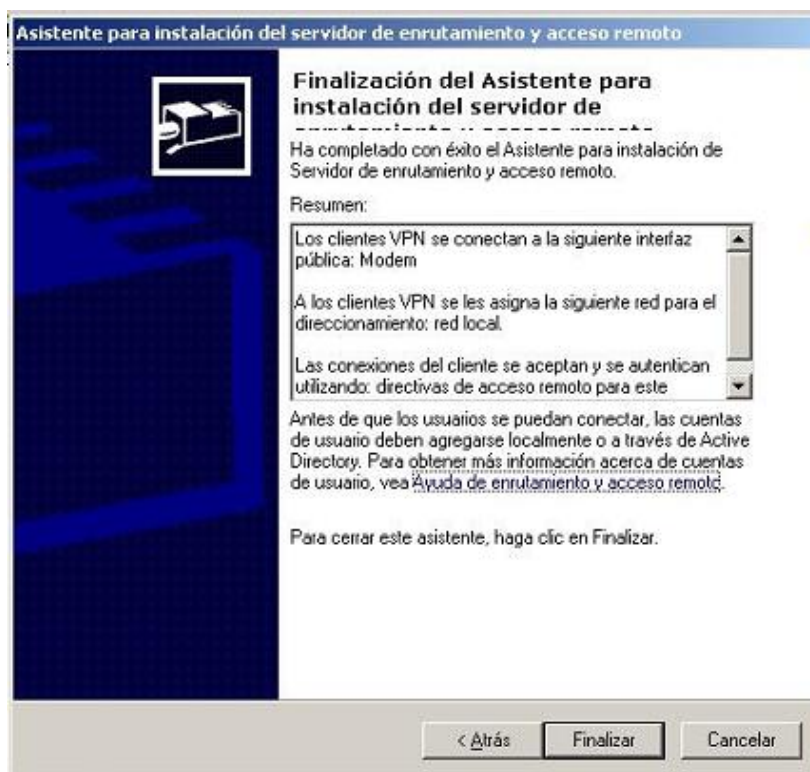 Asistente para instalación del servidor de enrutamiento y acceso remoto
Finalización del Asistente para
instalación del servidor de
Ha completado con éxito el Asistente para instalación de
Servidor de enrutamiento y acceso remoto.
Resumen:
Los clientes VPN se conectan a la siguiente interfaz
pública: Modem
A los clientes VPN se les asigna la siguiente red para el
direccionamiento: red local.
Las conexiones del cliente se aceptan y se autentican
utilizando: directivas de acceso remoto para este
Antes de que los usuarios se puedan conectar, las cuentas
de usuario deben agregarse localmente o a través de Active
Directory. Para obtener más información acerca de cuentas
de usuario, vea Ayuda de enrutamiento y acceso remoto.
Para cerrar este asistente, haga clic en Finalizar.
< Atrás
Finalizar
Cancelar